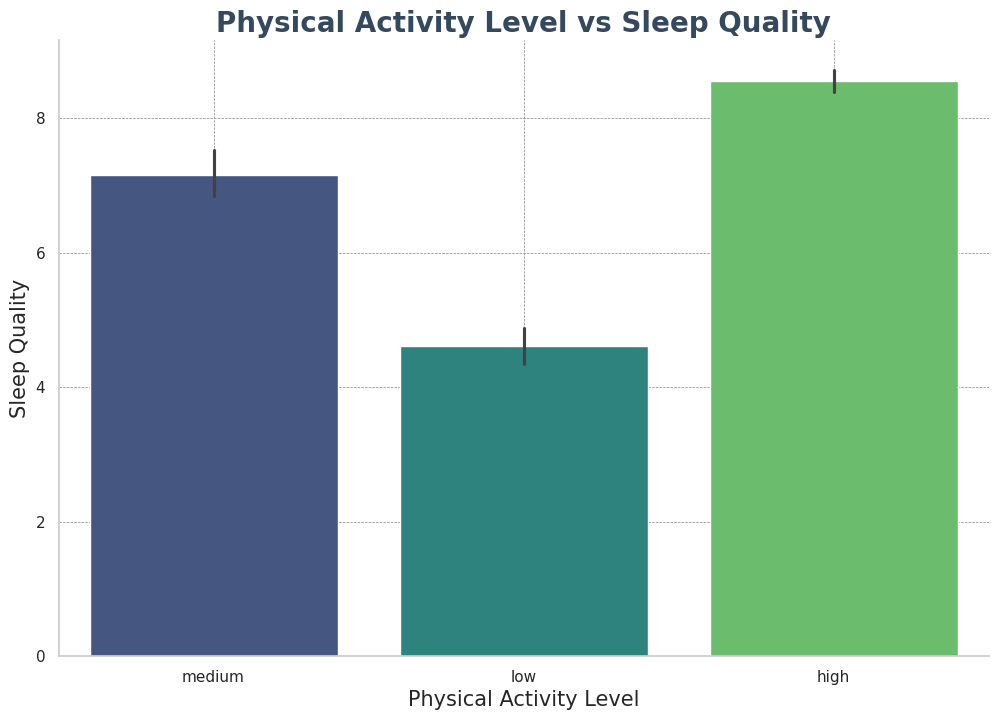 Physical Activity Level vs Sleep Quality
Sleep Quality
8
6
4
2
0
medium low high
Physical Activity Level